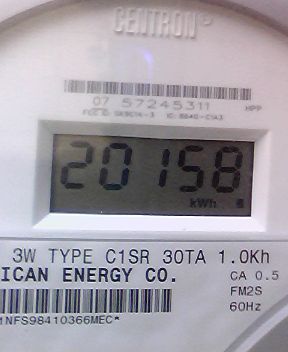 CENTRON®
07 57245311 HPP
20158
kWh
3W TYPE C1SR 30TA 1.0Kh
ICAN ENERGY CO. CA 0.5
FM2S
60Hz
1NFS98410366MEC*